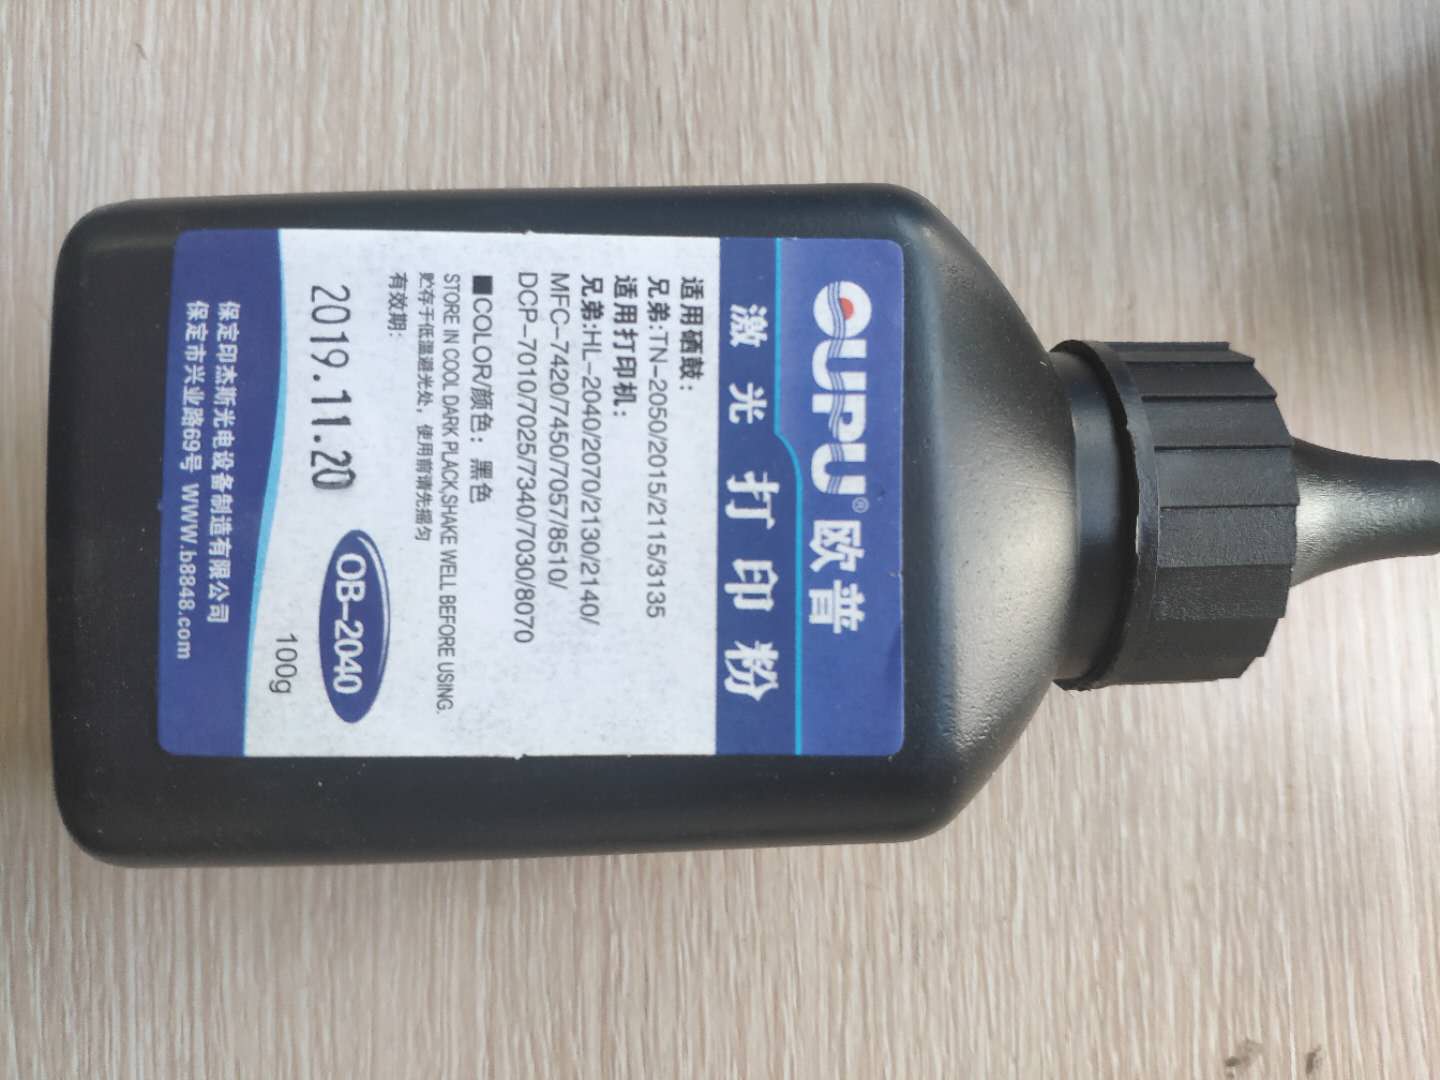 OUPU®欧普
激光打印粉
适用硒鼓：
兄弟:TN-2050/2015/2115/3135
适用打印机：
兄弟:HL-2040/2070/2130/2140/
MFC-7420/7450/7057/8510/
DCP-7010/7025/7340/7030/8070
■COLOR/颜色：黑色
STORE IN COOL DARK PLACK,SHAKE WELL BEFORE USING.
贮存于低温避光处，使用前请先摇匀
有效期:
2019.11.20
OB-2040
100g
保定印杰斯光电设备制造有限公司
保定市兴业路69号 WWW.b8848.com